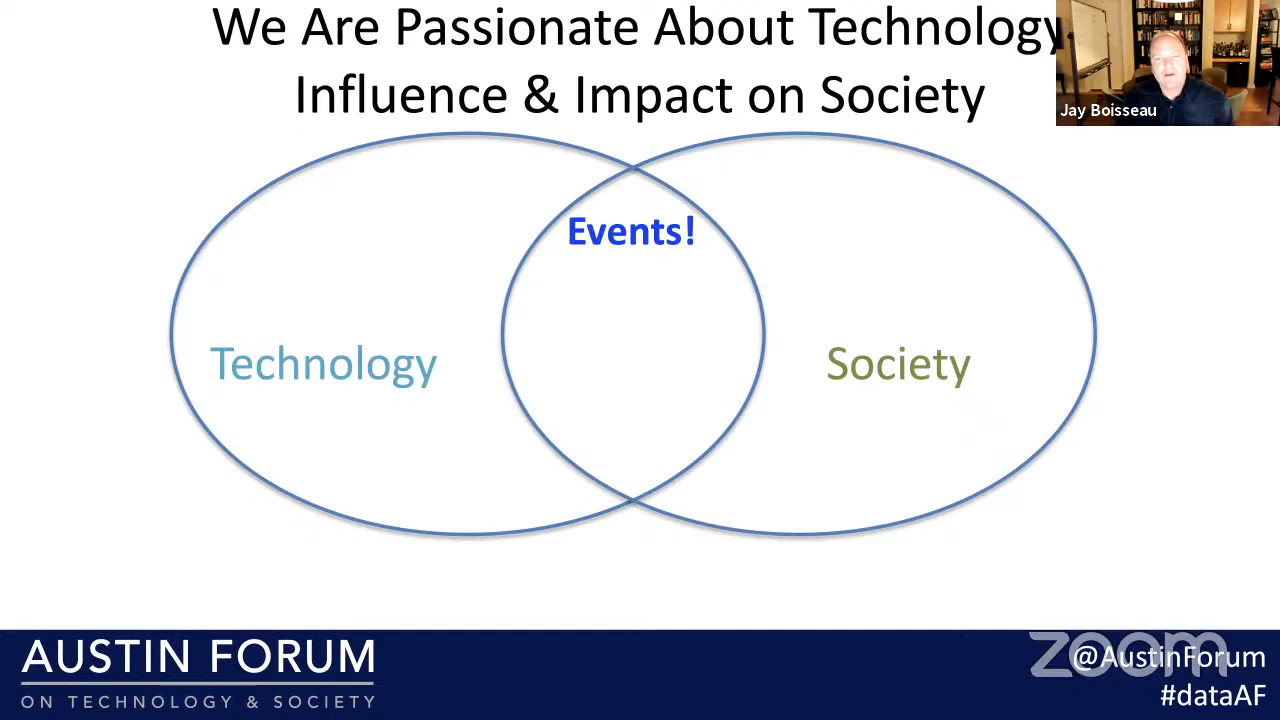 We Are Passionate About Technology
Influence & Impact on Society
Jay Boisseau
Events!
Technology
Society
AUSTIN FORUM
ON TECHNOLOGY & SOCIETY
zoom
@AustinForum
#dataAF